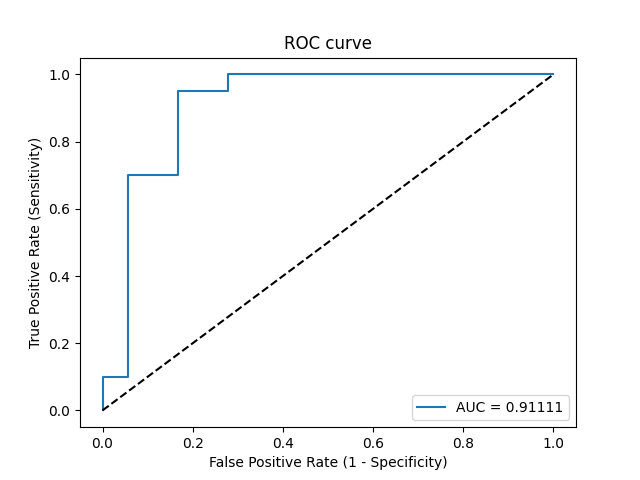 ROC curve
True Positive Rate (Sensitivity)
1.0
0.8
0.6
0.4
0.2
0.0
0.0 0.2 0.4 0.6 0.8 1.0
False Positive Rate (1 - Specificity)
AUC = 0.91111